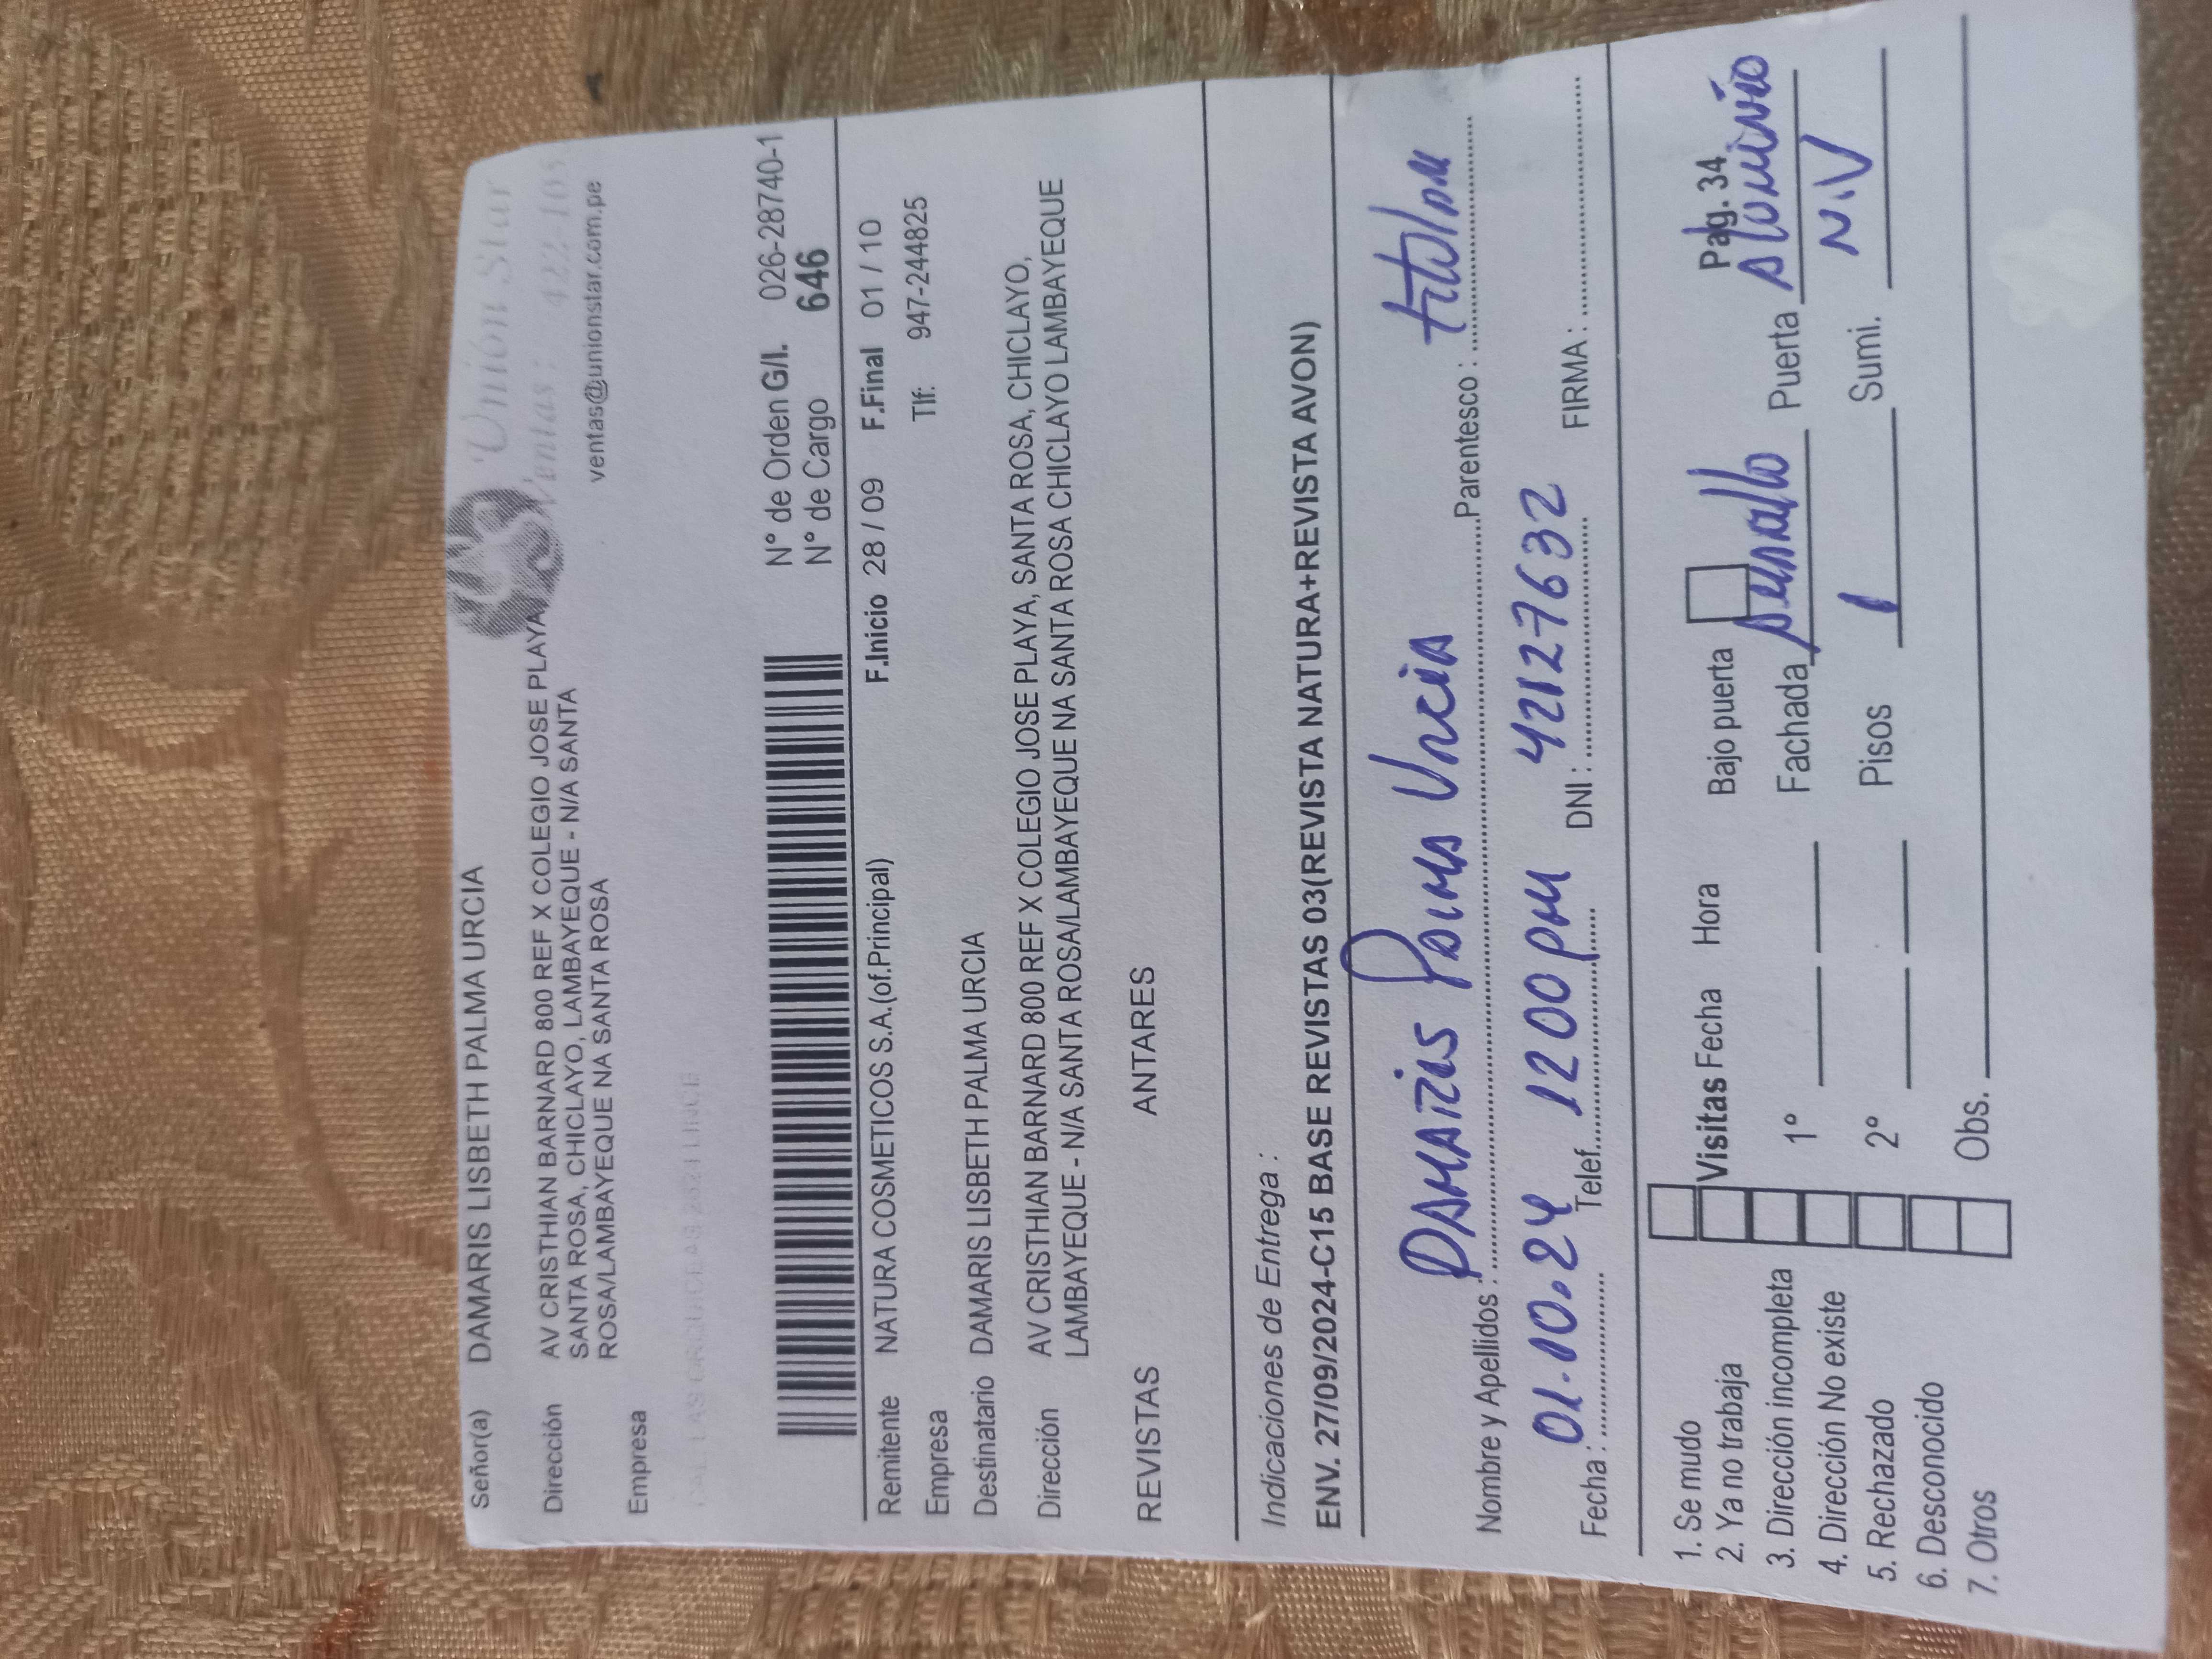 Señor(a) DAMARIS LISBETH PALMA URCIA
Unión Star
Ventas : 422-103
ventas@unionstar.com.pe
Dirección AV CRISTHIAN BARNARD 800 REF X COLEGIO JOSE PLAYA,
SANTA ROSA, CHICLAYO, LAMBAYEQUE - N/A SANTA
ROSA/LAMBAYEQUE NA SANTA ROSA
Empresa
N° de Orden G/I. 026-28740-1
N° de Cargo 646
Remitente NATURA COSMETICOS S.A.(of.Principal) F.Inicio 28 / 09 F.Final 01 / 10
Empresa Tlf: 947-244825
Destinatario DAMARIS LISBETH PALMA URCIA
Dirección AV CRISTHIAN BARNARD 800 REF X COLEGIO JOSE PLAYA, SANTA ROSA, CHICLAYO,
LAMBAYEQUE - N/A SANTA ROSA/LAMBAYEQUE NA SANTA ROSA CHICLAYO LAMBAYEQUE
REVISTAS ANTARES
Indicaciones de Entrega :
ENV. 27/09/2024-C15 BASE REVISTAS 03(REVISTA NATURA+REVISTA AVON)
Nombre y Apellidos : Damaris Palma Urcia Parentesco : titular
Fecha : 01.10.24 Telef. 1200pm DNI : 42127632 FIRMA :
1. Se mudo
2. Ya no trabaja
3. Dirección incompleta
4. Dirección No existe
5. Rechazado
6. Desconocido
7. Otros
Visitas Fecha Hora Bajo puerta Pag. 34
1° Fachada Puerta aluminio
2° Pisos 1 Sumi. N.V
Obs.